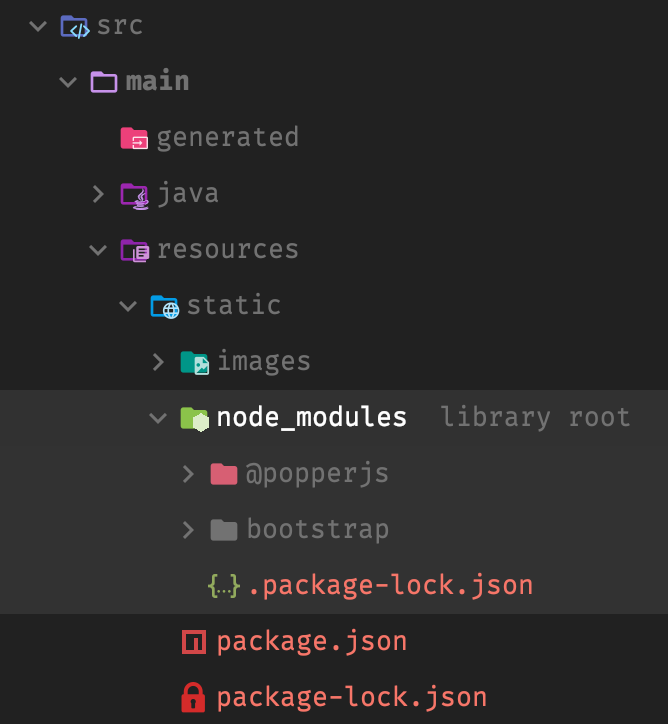 src
main
generated
java
resources
static
images
node_modules library root
@popperjs
bootstrap
.package-lock.json
package.json
package-lock.json